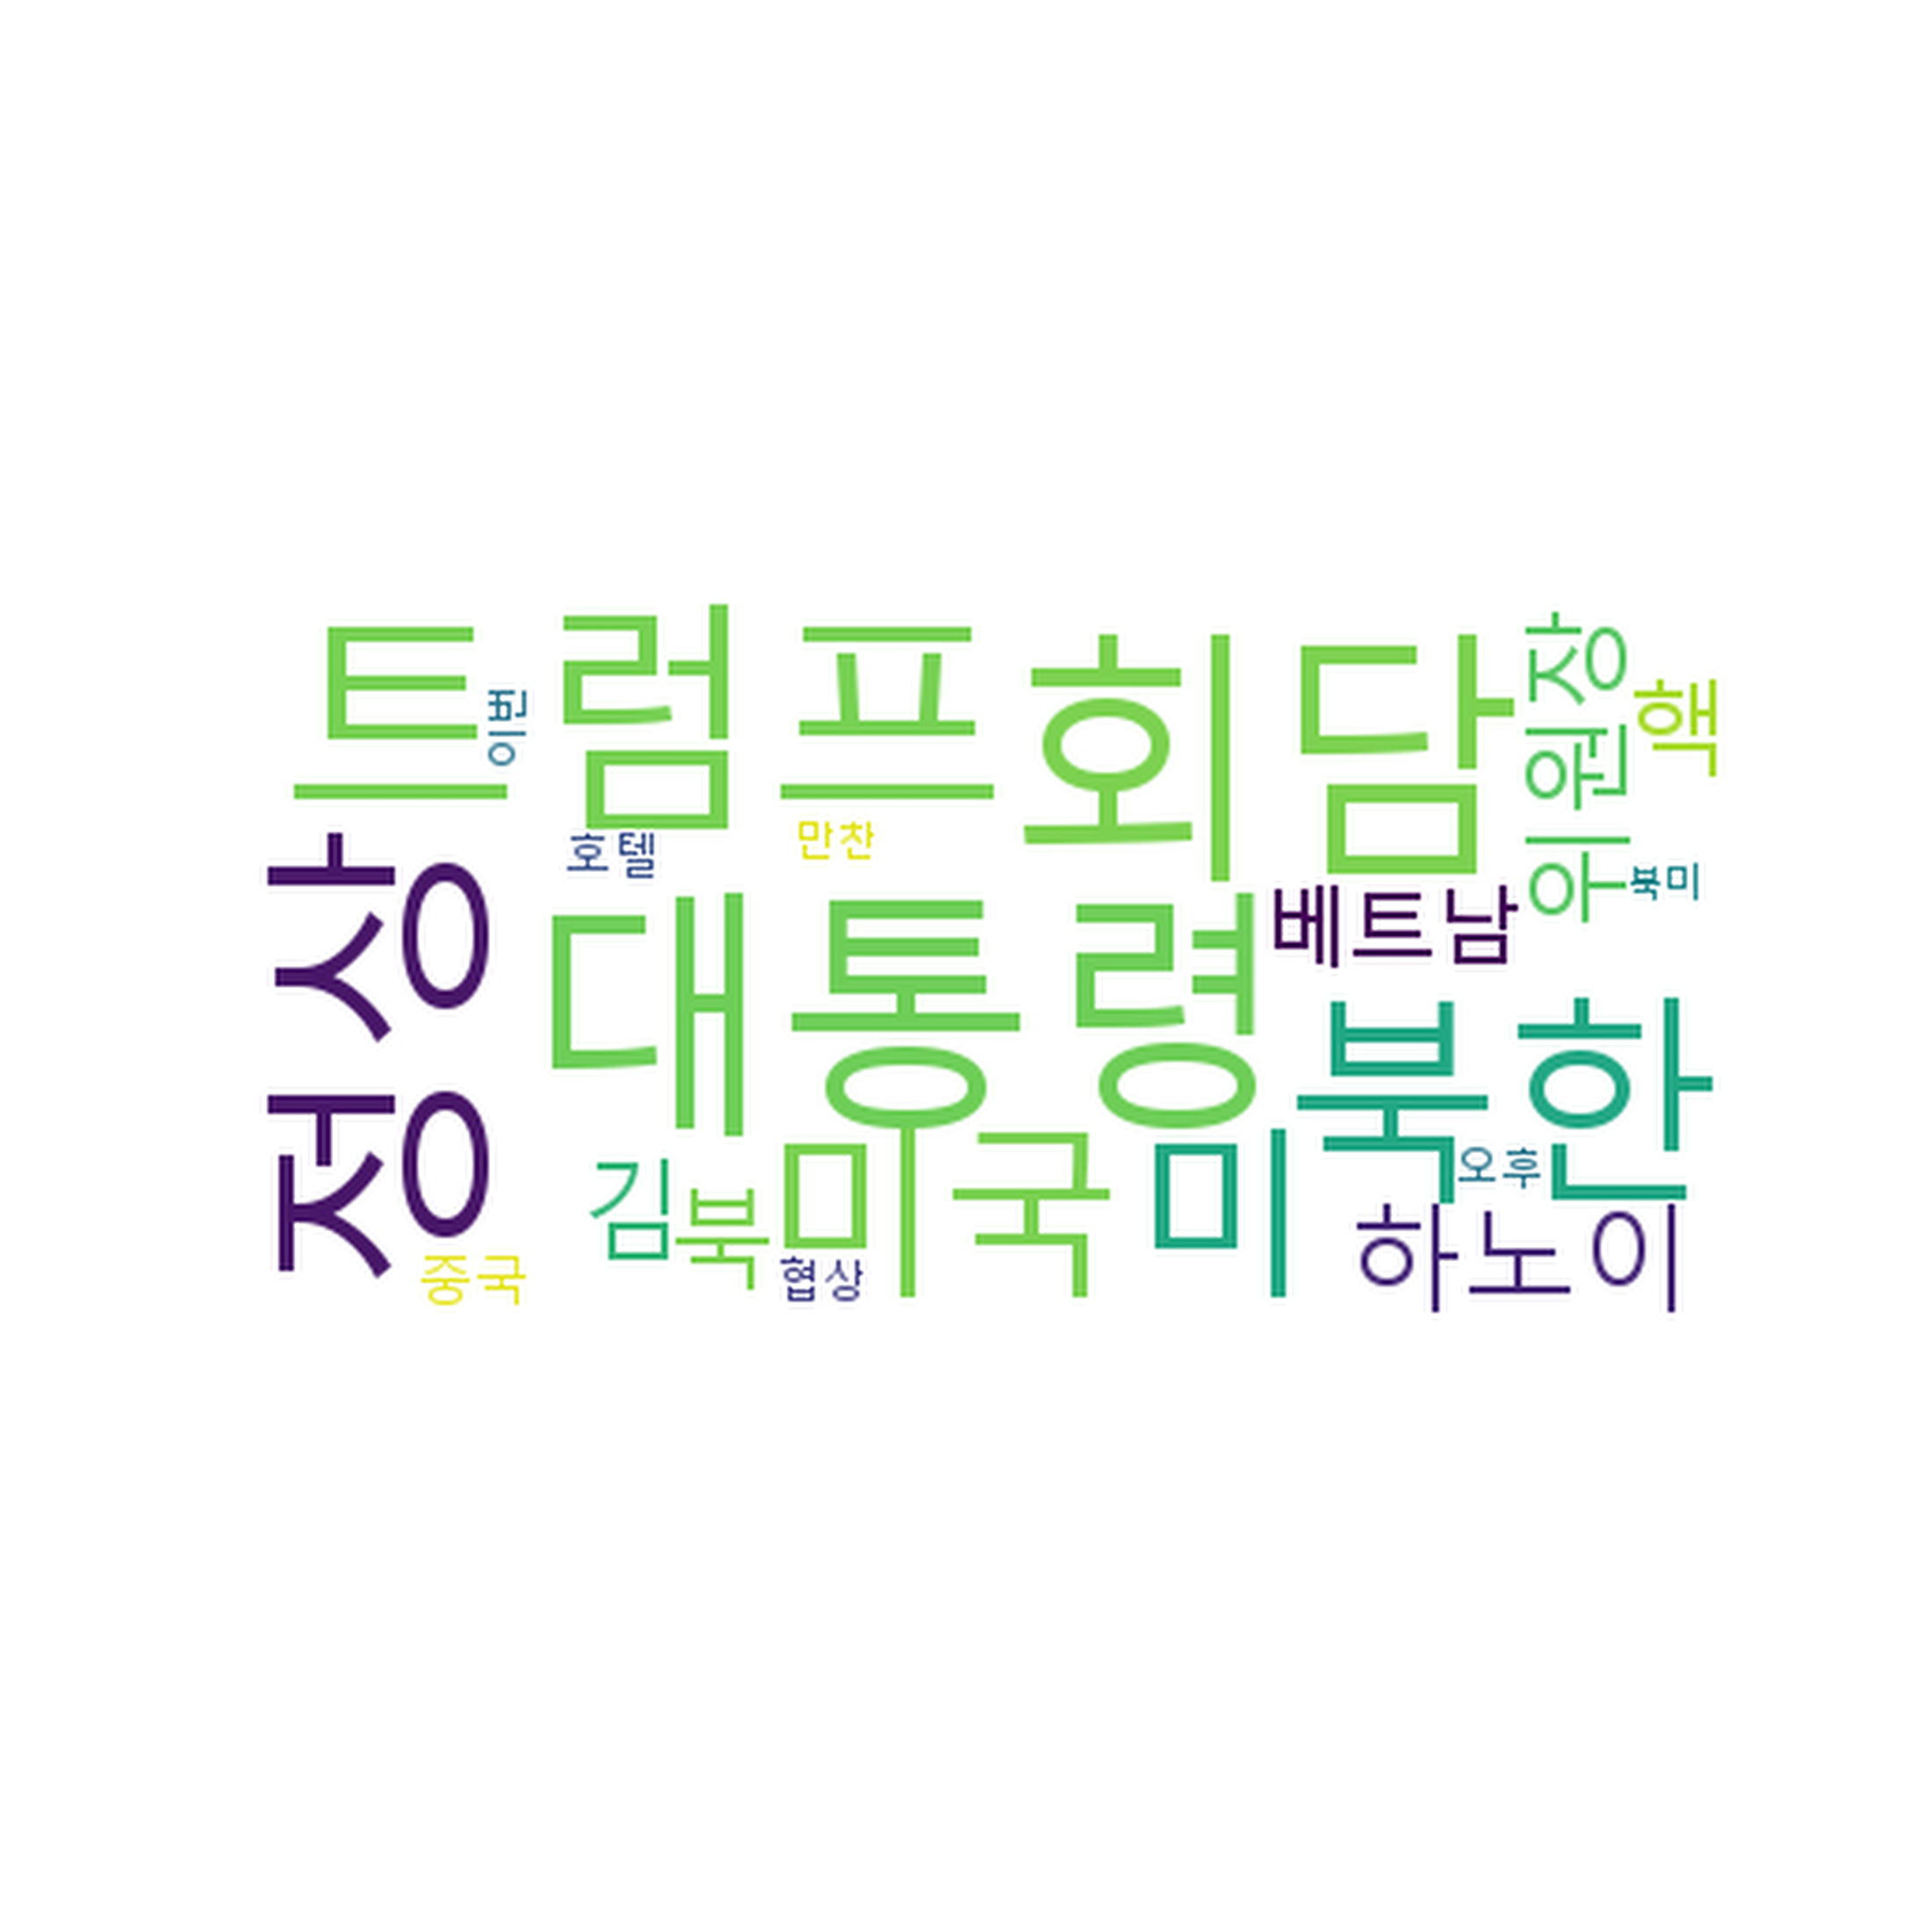 트럼프
회담
위원장
핵
이번
호텔
만찬
정상
대통령
베트남
북미
북한
미국
미
김
북
오후
하노이
중국
협상